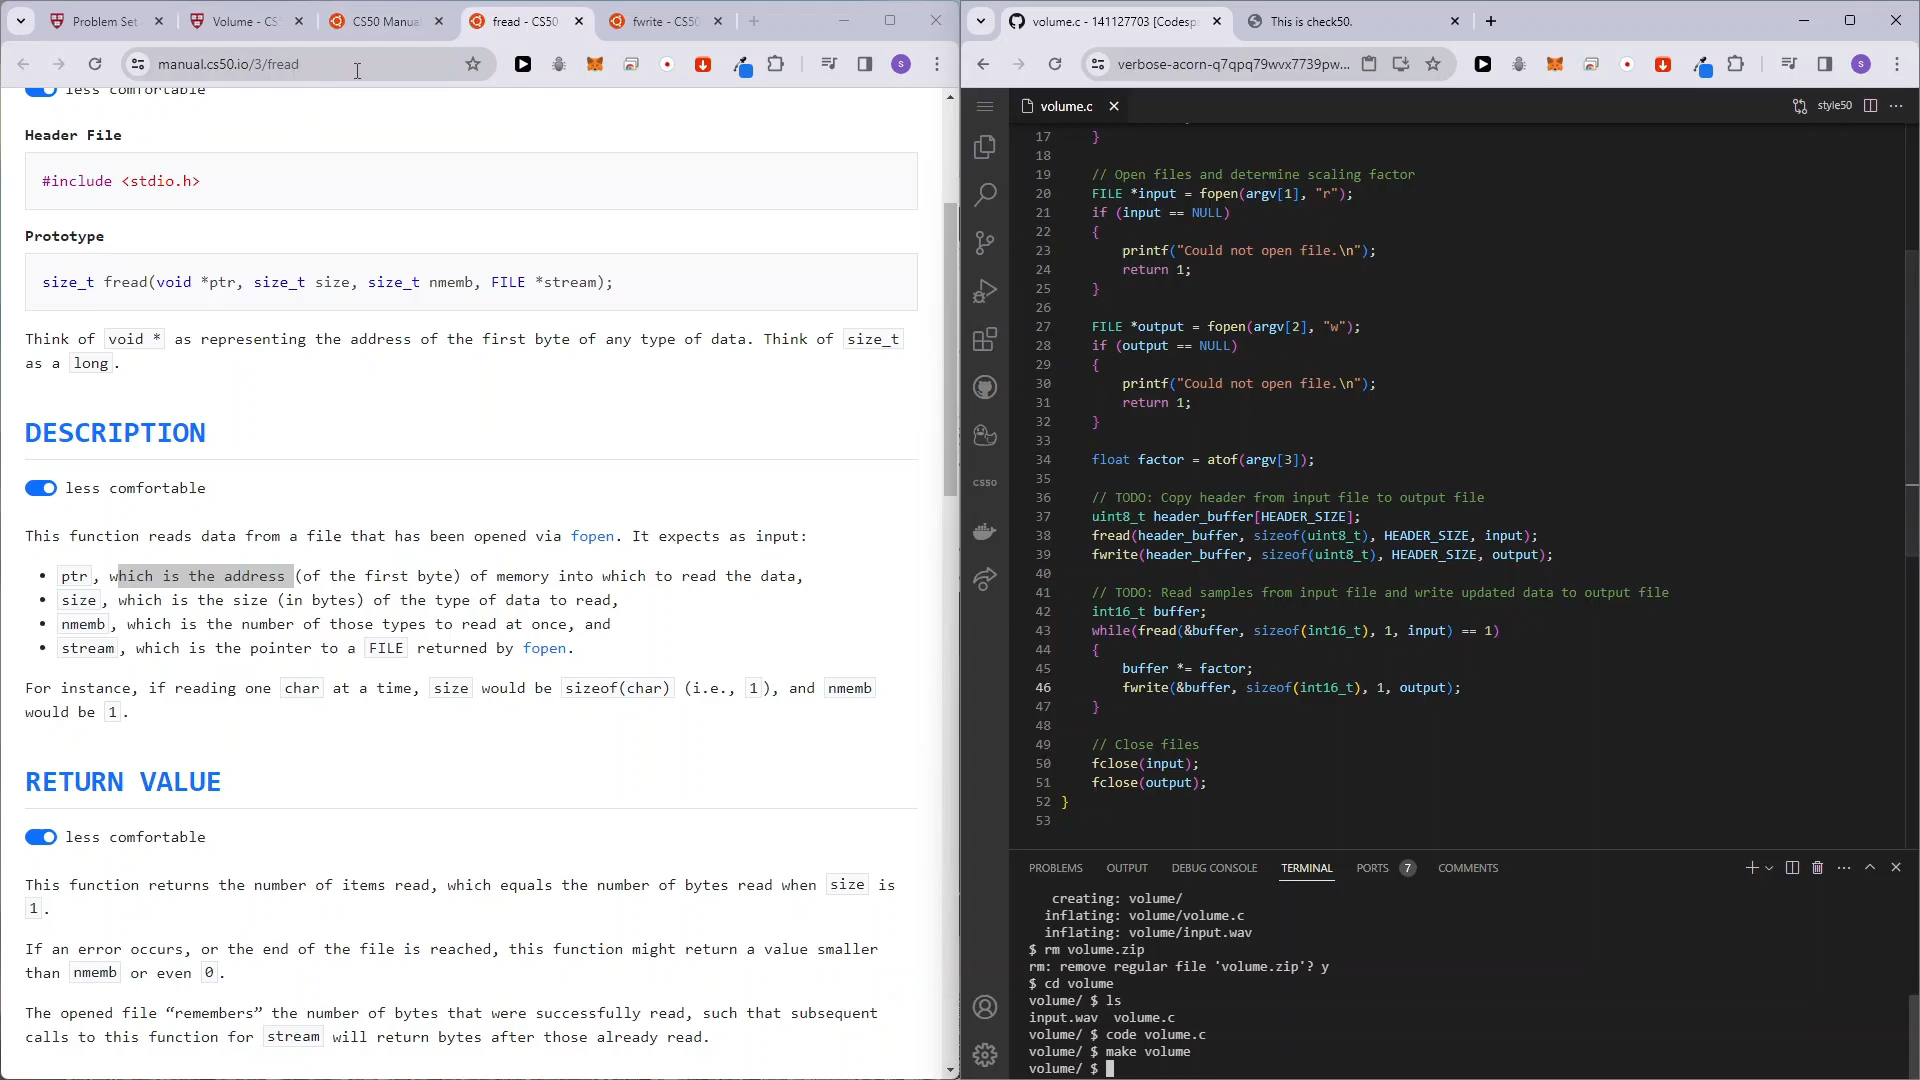 Problem Set
Volume - CS
CS50 Manua
fread - CS50
fwrite - CS50
manual.cs50.io/3/fread
S
less comfortable
Header File
#include <stdio.h>
Prototype
size_t fread(void *ptr, size_t size, size_t nmemb, FILE *stream);
Think of void * as representing the address of the first byte of any type of data. Think of size_t
as a long.
DESCRIPTION
less comfortable
This function reads data from a file that has been opened via fopen. It expects as input:
• ptr, which is the address (of the first byte) of memory into which to read the data,
• size, which is the size (in bytes) of the type of data to read,
• nmemb, which is the number of those types to read at once, and
• stream, which is the pointer to a FILE returned by fopen.
For instance, if reading one char at a time, size would be sizeof(char) (i.e., 1), and nmemb
would be 1.
RETURN VALUE
less comfortable
This function returns the number of items read, which equals the number of bytes read when size is
1.
If an error occurs, or the end of the file is reached, this function might return a value smaller
than nmemb or even 0.
The opened file “remembers” the number of bytes that were successfully read, such that subsequent
calls to this function for stream will return bytes after those already read.
volume.c - 141127703 [Codesp
This is check50.
verbose-acorn-q7qpq79wvx7739pw...
S
volume.c
style50
CS50
17 }
18
19 // Open files and determine scaling factor
20 FILE *input = fopen(argv[1], "r");
21 if (input == NULL)
22 {
23 printf("Could not open file.\n");
24 return 1;
25 }
26
27 FILE *output = fopen(argv[2], "w");
28 if (output == NULL)
29 {
30 printf("Could not open file.\n");
31 return 1;
32 }
33
34 float factor = atof(argv[3]);
35
36 // TODO: Copy header from input file to output file
37 uint8_t header_buffer[HEADER_SIZE];
38 fread(header_buffer, sizeof(uint8_t), HEADER_SIZE, input);
39 fwrite(header_buffer, sizeof(uint8_t), HEADER_SIZE, output);
40
41 // TODO: Read samples from input file and write updated data to output file
42 int16_t buffer;
43 while(fread(&buffer, sizeof(int16_t), 1, input) == 1)
44 {
45 buffer *= factor;
46 fwrite(&buffer, sizeof(int16_t), 1, output);
47 }
48
49 // Close files
50 fclose(input);
51 fclose(output);
52 }
53
PROBLEMS OUTPUT DEBUG CONSOLE TERMINAL PORTS 7 COMMENTS
creating: volume/
inflating: volume/volume.c
inflating: volume/input.wav
$ rm volume.zip
rm: remove regular file 'volume.zip'? y
$ cd volume
volume/ $ ls
input.wav volume.c
volume/ $ code volume.c
volume/ $ make volume
volume/ $